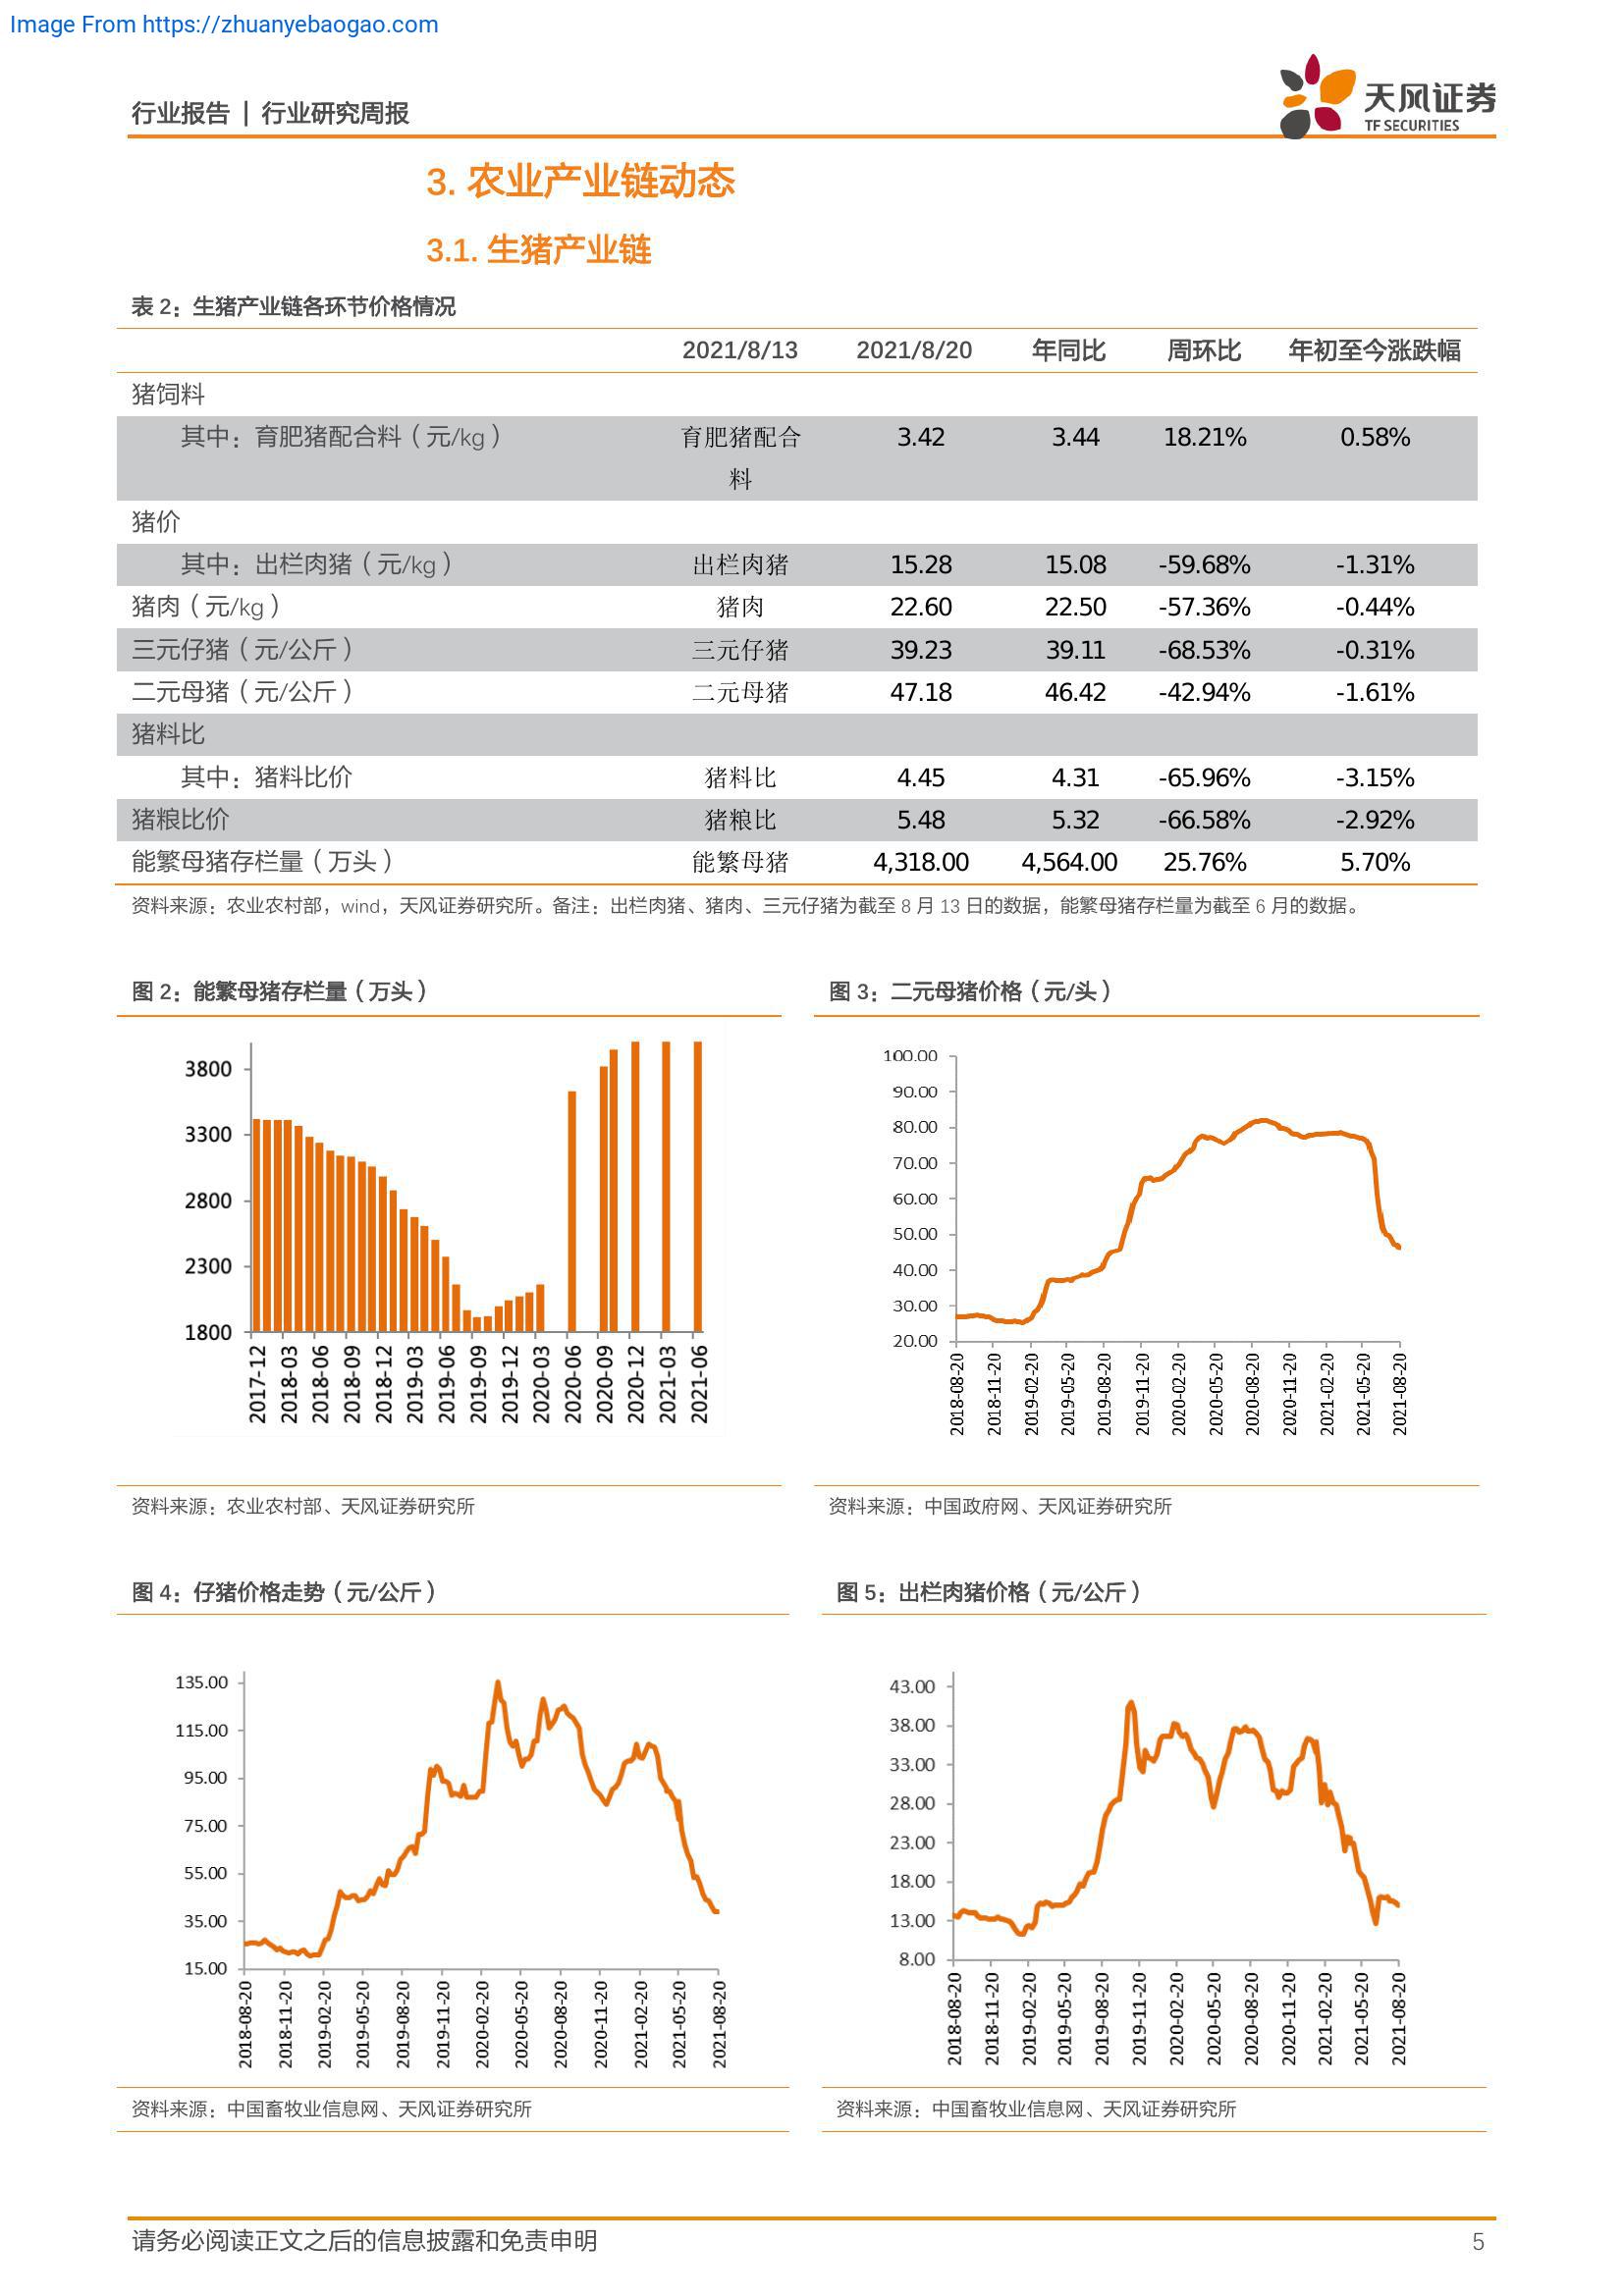 Image From https://zhuanyebaogao.com
行业报告 | 行业研究周报
天风证券
TF SECURITIES
3. 农业产业链动态
3.1. 生猪产业链
表 2：生猪产业链各环节价格情况
2021/8/13 2021/8/20 年同比 周环比 年初至今涨跌幅
猪饲料
其中：育肥猪配合料（元/kg） 育肥猪配合料 3.42 3.44 18.21% 0.58%
猪价
其中：出栏肉猪（元/kg） 出栏肉猪 15.28 15.08 -59.68% -1.31%
猪肉（元/kg） 猪肉 22.60 22.50 -57.36% -0.44%
三元仔猪（元/公斤） 三元仔猪 39.23 39.11 -68.53% -0.31%
二元母猪（元/公斤） 二元母猪 47.18 46.42 -42.94% -1.61%
猪料比
其中：猪料比价 猪料比 4.45 4.31 -65.96% -3.15%
猪粮比价 猪粮比 5.48 5.32 -66.58% -2.92%
能繁母猪存栏量（万头） 能繁母猪 4,318.00 4,564.00 25.76% 5.70%
资料来源：农业农村部，wind，天风证券研究所。备注：出栏肉猪、猪肉、三元仔猪为截至 8 月 13 日的数据，能繁母猪存栏量为截至 6 月的数据。
图 2：能繁母猪存栏量（万头）
3800
3300
2800
2300
1800
2017-12 2018-03 2018-06 2018-09 2018-12 2019-03 2019-06 2019-09 2019-12 2020-03 2020-06 2020-09 2020-12 2021-03 2021-06
资料来源：农业农村部、天风证券研究所
图 3：二元母猪价格（元/头）
100.00
90.00
80.00
70.00
60.00
50.00
40.00
30.00
20.00
2018-08-20 2018-11-20 2019-02-20 2019-05-20 2019-08-20 2019-11-20 2020-02-20 2020-05-20 2020-08-20 2020-11-20 2021-02-20 2021-05-20 2021-08-20
资料来源：中国政府网、天风证券研究所
图 4：仔猪价格走势（元/公斤）
135.00
115.00
95.00
75.00
55.00
35.00
15.00
2018-08-20 2018-11-20 2019-02-20 2019-05-20 2019-08-20 2019-11-20 2020-02-20 2020-05-20 2020-08-20 2020-11-20 2021-02-20 2021-05-20 2021-08-20
资料来源：中国畜牧业信息网、天风证券研究所
图 5：出栏肉猪价格（元/公斤）
43.00
38.00
33.00
28.00
23.00
18.00
13.00
8.00
2018-08-20 2018-11-20 2019-02-20 2019-05-20 2019-08-20 2019-11-20 2020-02-20 2020-05-20 2020-08-20 2020-11-20 2021-02-20 2021-05-20 2021-08-20
资料来源：中国畜牧业信息网、天风证券研究所
请务必阅读正文之后的信息披露和免责申明 5